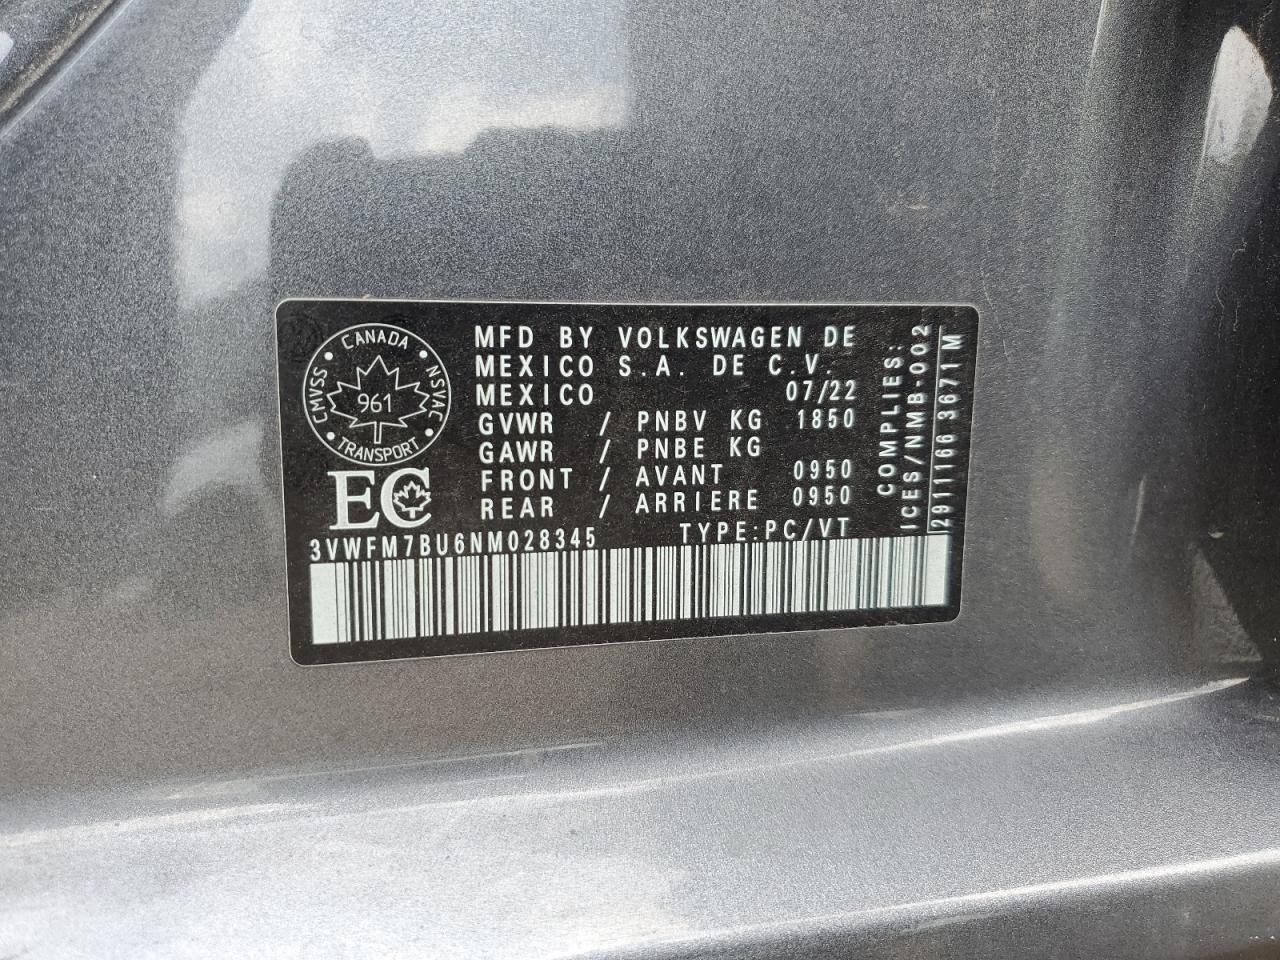 CANADA
CMVSS
NSVAC
961
TRANSPORT
EC
MFD BY VOLKSWAGEN DE
MEXICO S.A. DE C.V.
MEXICO 07/22
GVWR / PNBV KG 1850
GAWR / PNBE KG
FRONT / AVANT 0950
REAR / ARRIERE 0950
3VWFM7BU6NM028345 TYPE:PC/VT
COMPLIES:
ICES/NMB-002
2911166 3671M